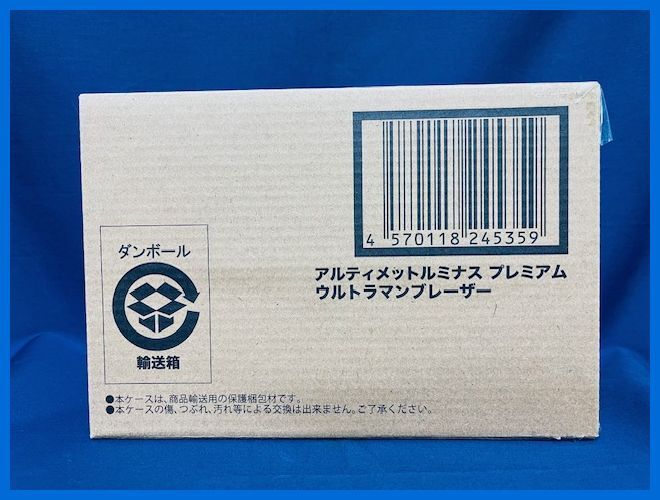 4 570118 245359
アルティメットルミナス プレミアム
ウルトラマンブレーザー
ダンボール
輸送箱
●本ケースは、商品輸送用の保護梱包材です。
●本ケースの傷、つぶれ、汚れ等による交換は出来ません。ご了承ください。